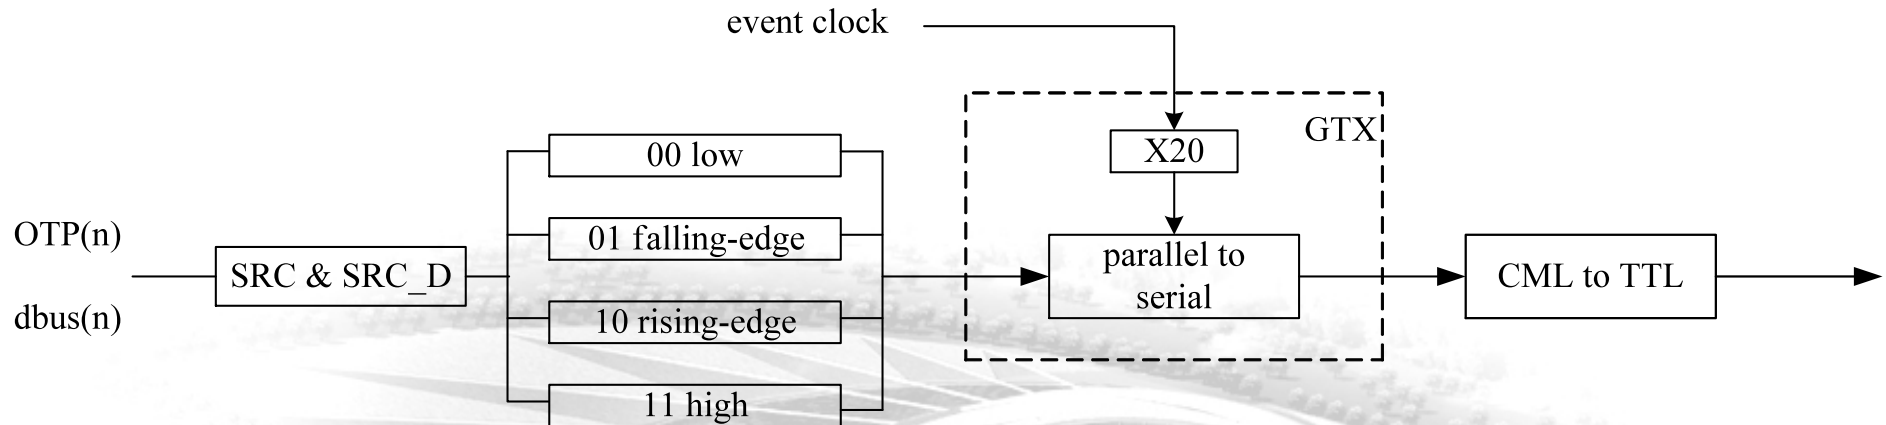 event clock
GTX
X20
00 low
01 falling-edge
10 rising-edge
11 high
OTP(n)
dbus(n)
SRC & SRC_D
parallel to
serial
CML to TTL